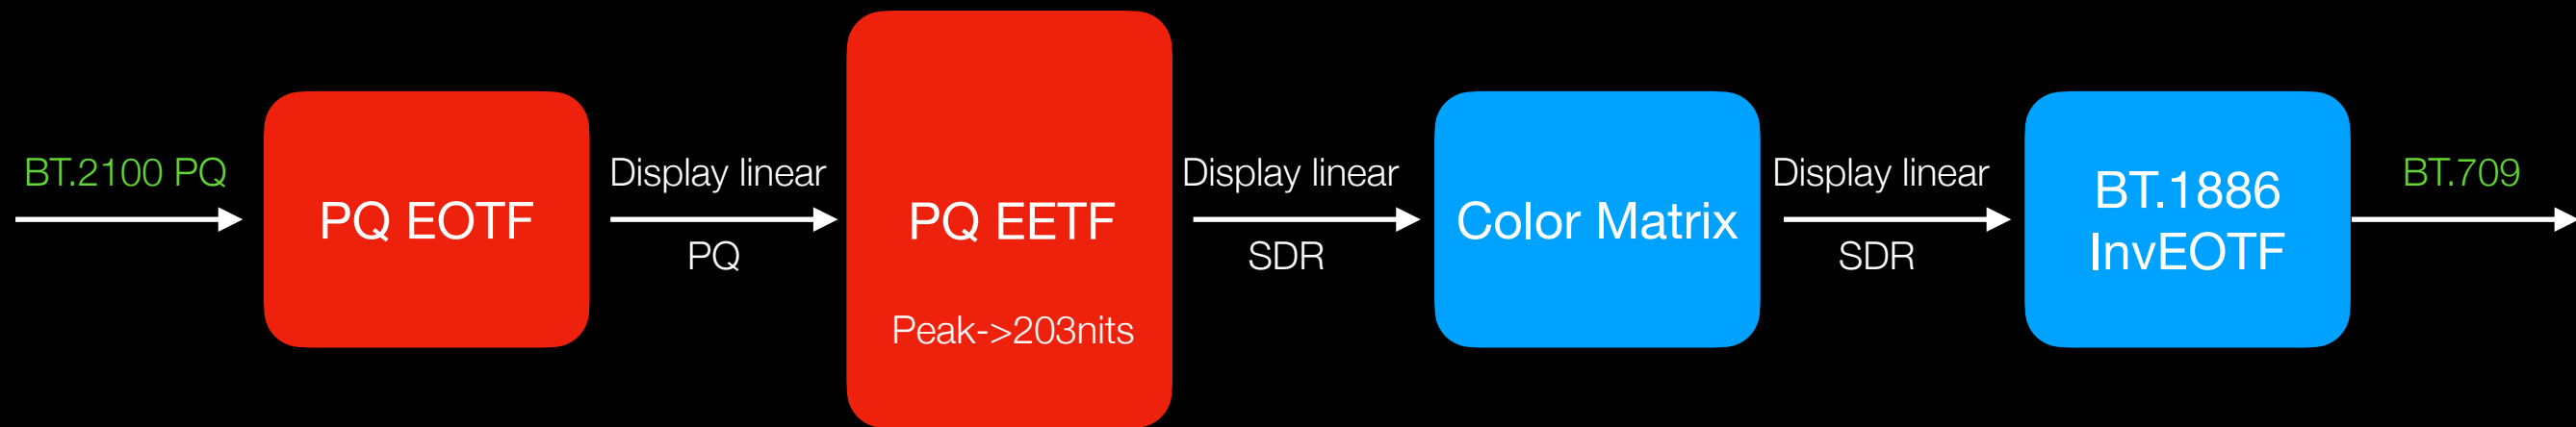 BT.2100 PQ
PQ EOTF
Display linear
PQ
PQ EETF
Peak->203nits
Display linear
SDR
Color Matrix
Display linear
SDR
BT.1886
InvEOTF
BT.709